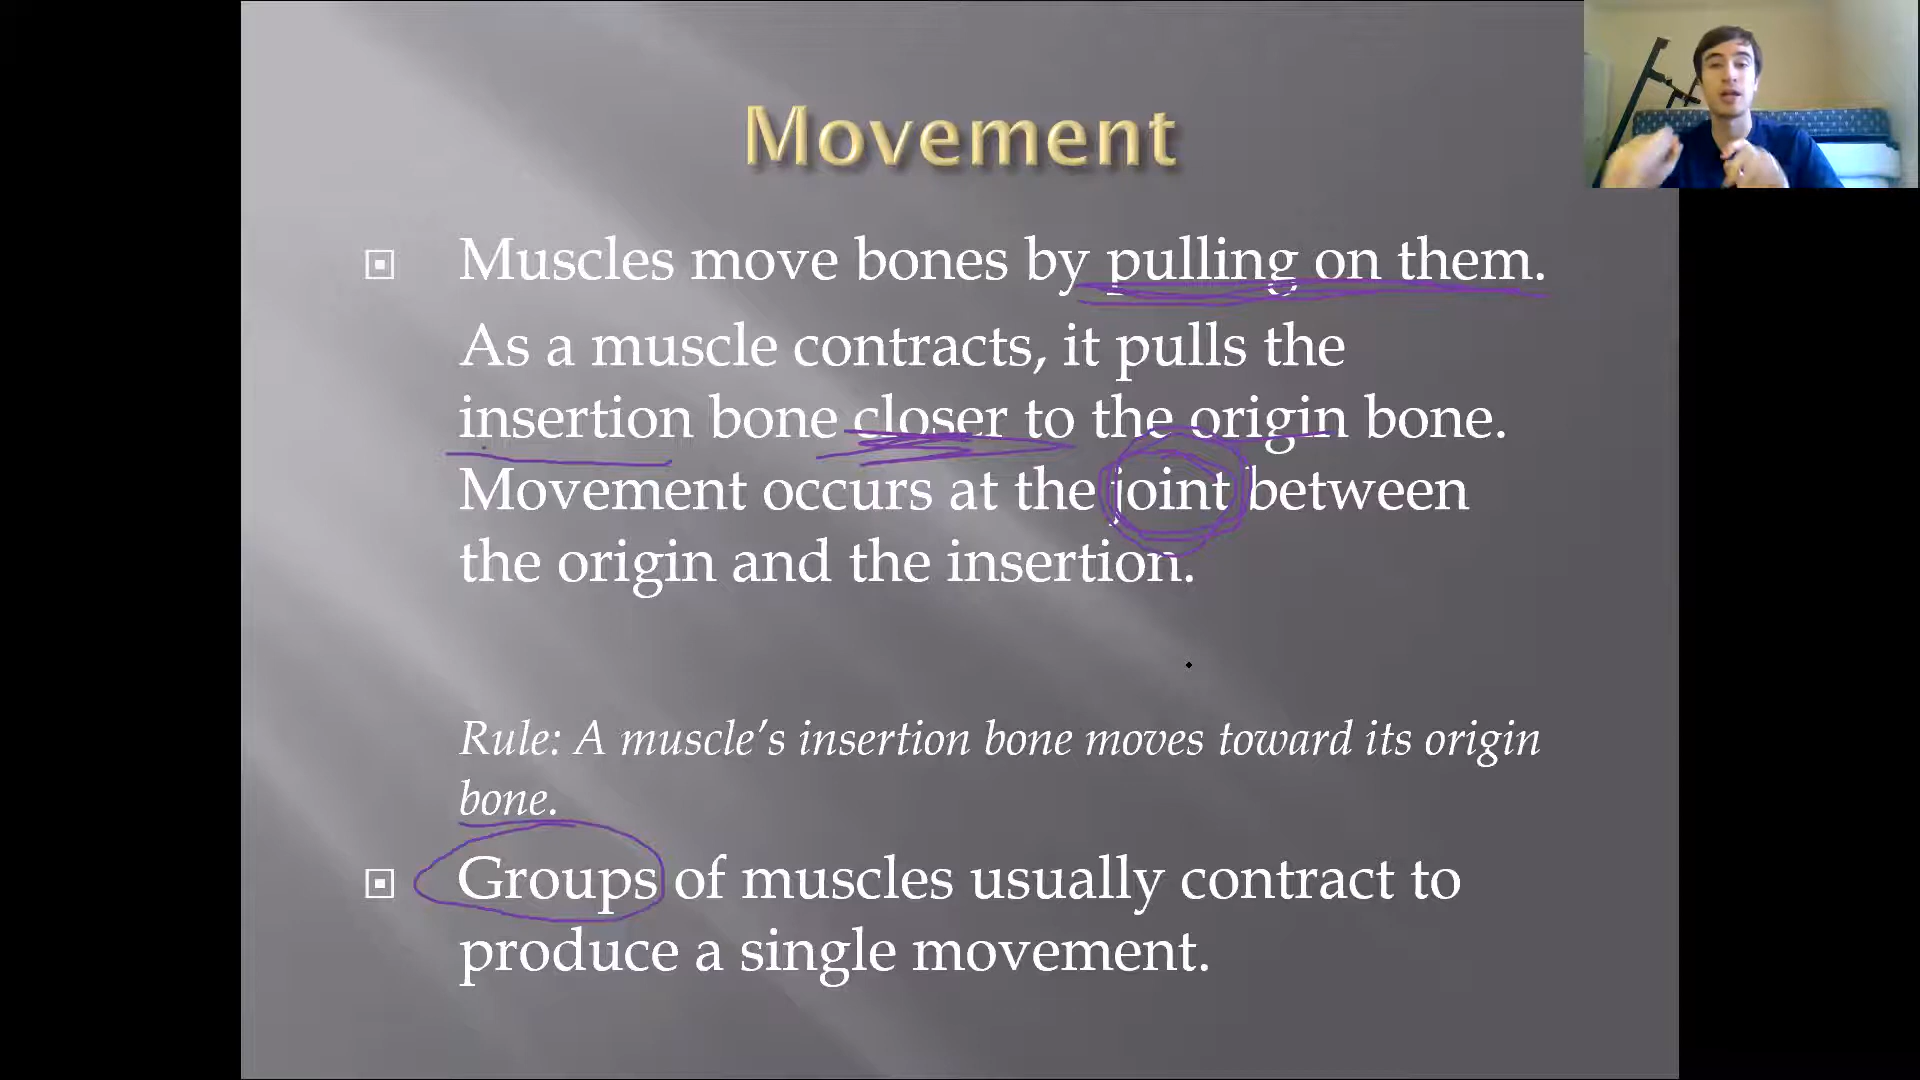 Movement
Muscles move bones by pulling on them.
As a muscle contracts, it pulls the
insertion bone closer to the origin bone.
Movement occurs at the joint between
the origin and the insertion.
Rule: A muscle’s insertion bone moves toward its origin
bone.
Groups of muscles usually contract to
produce a single movement.